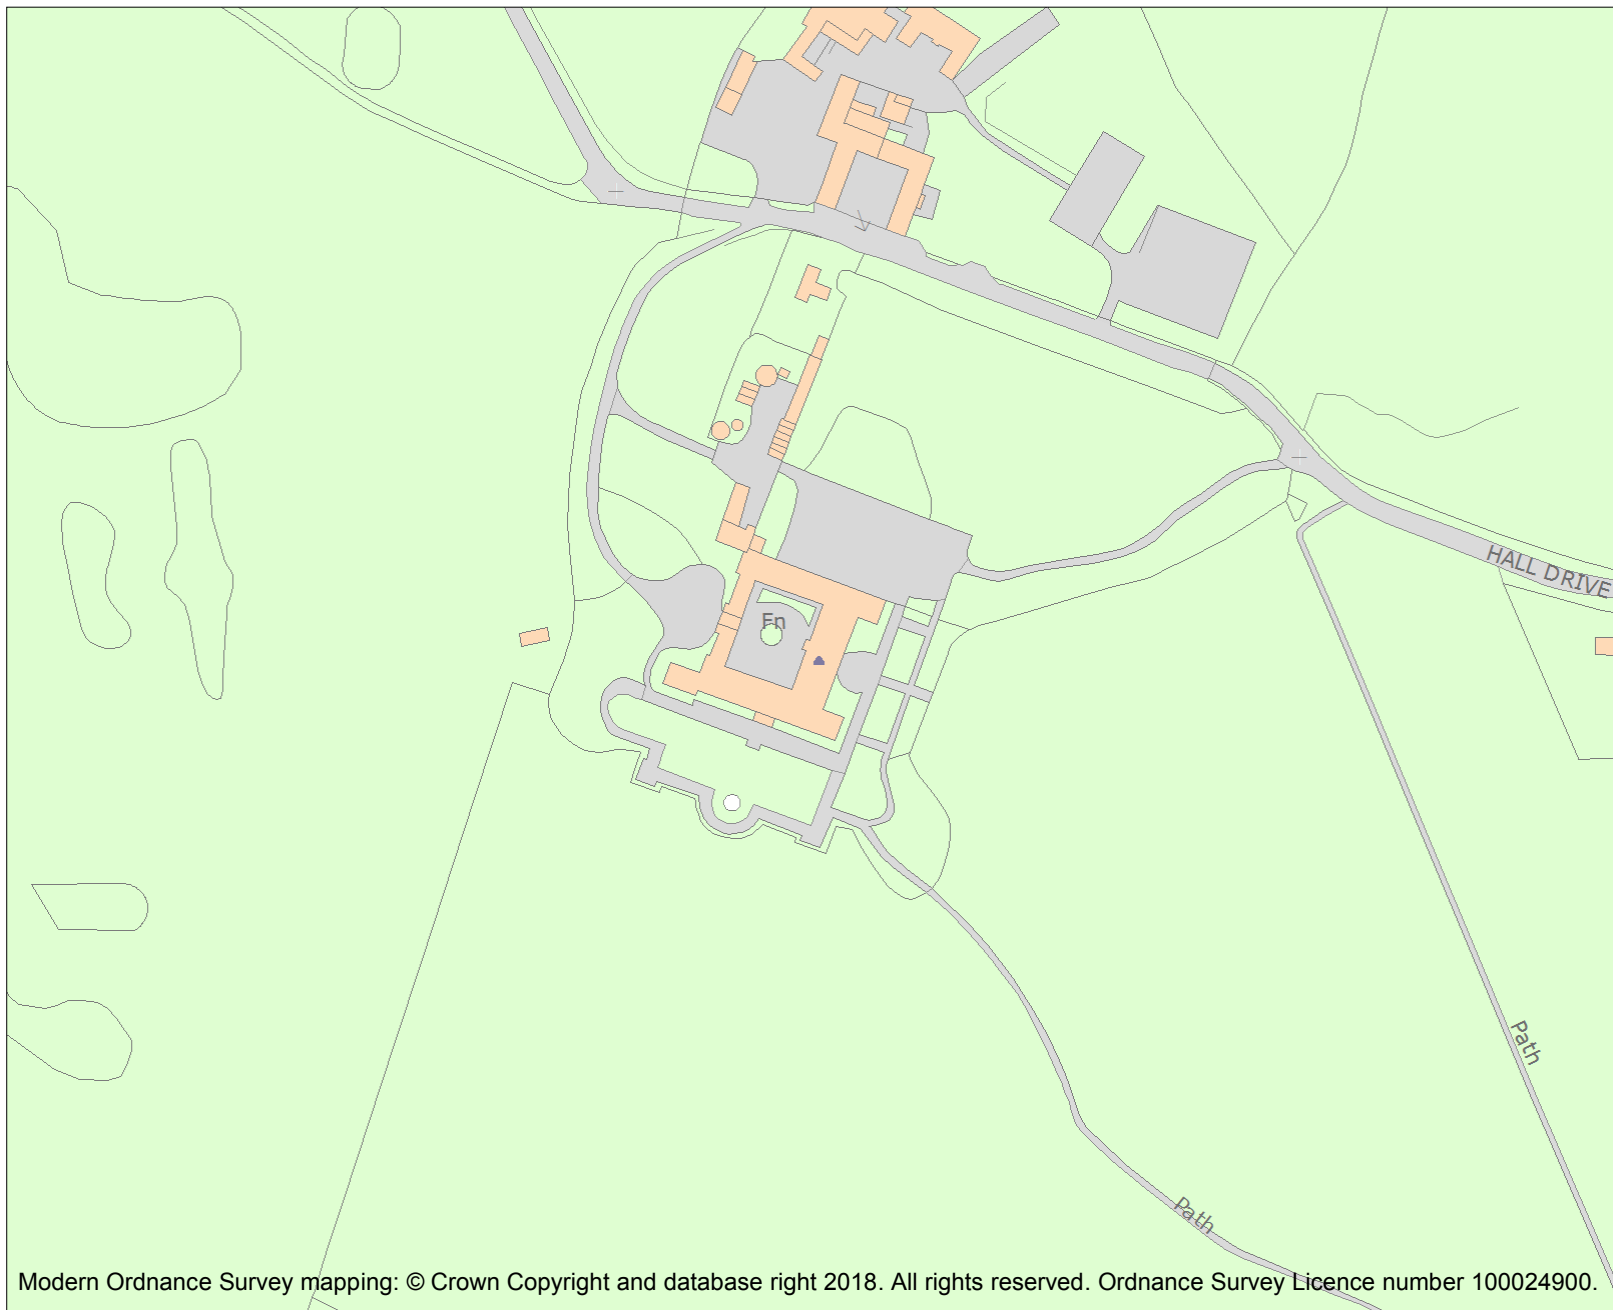 Fn
HALL DRIVE
Path
Path
Modern Ordnance Survey mapping: © Crown Copyright and database right 2018. All rights reserved. Ordnance Survey Licence number 100024900.